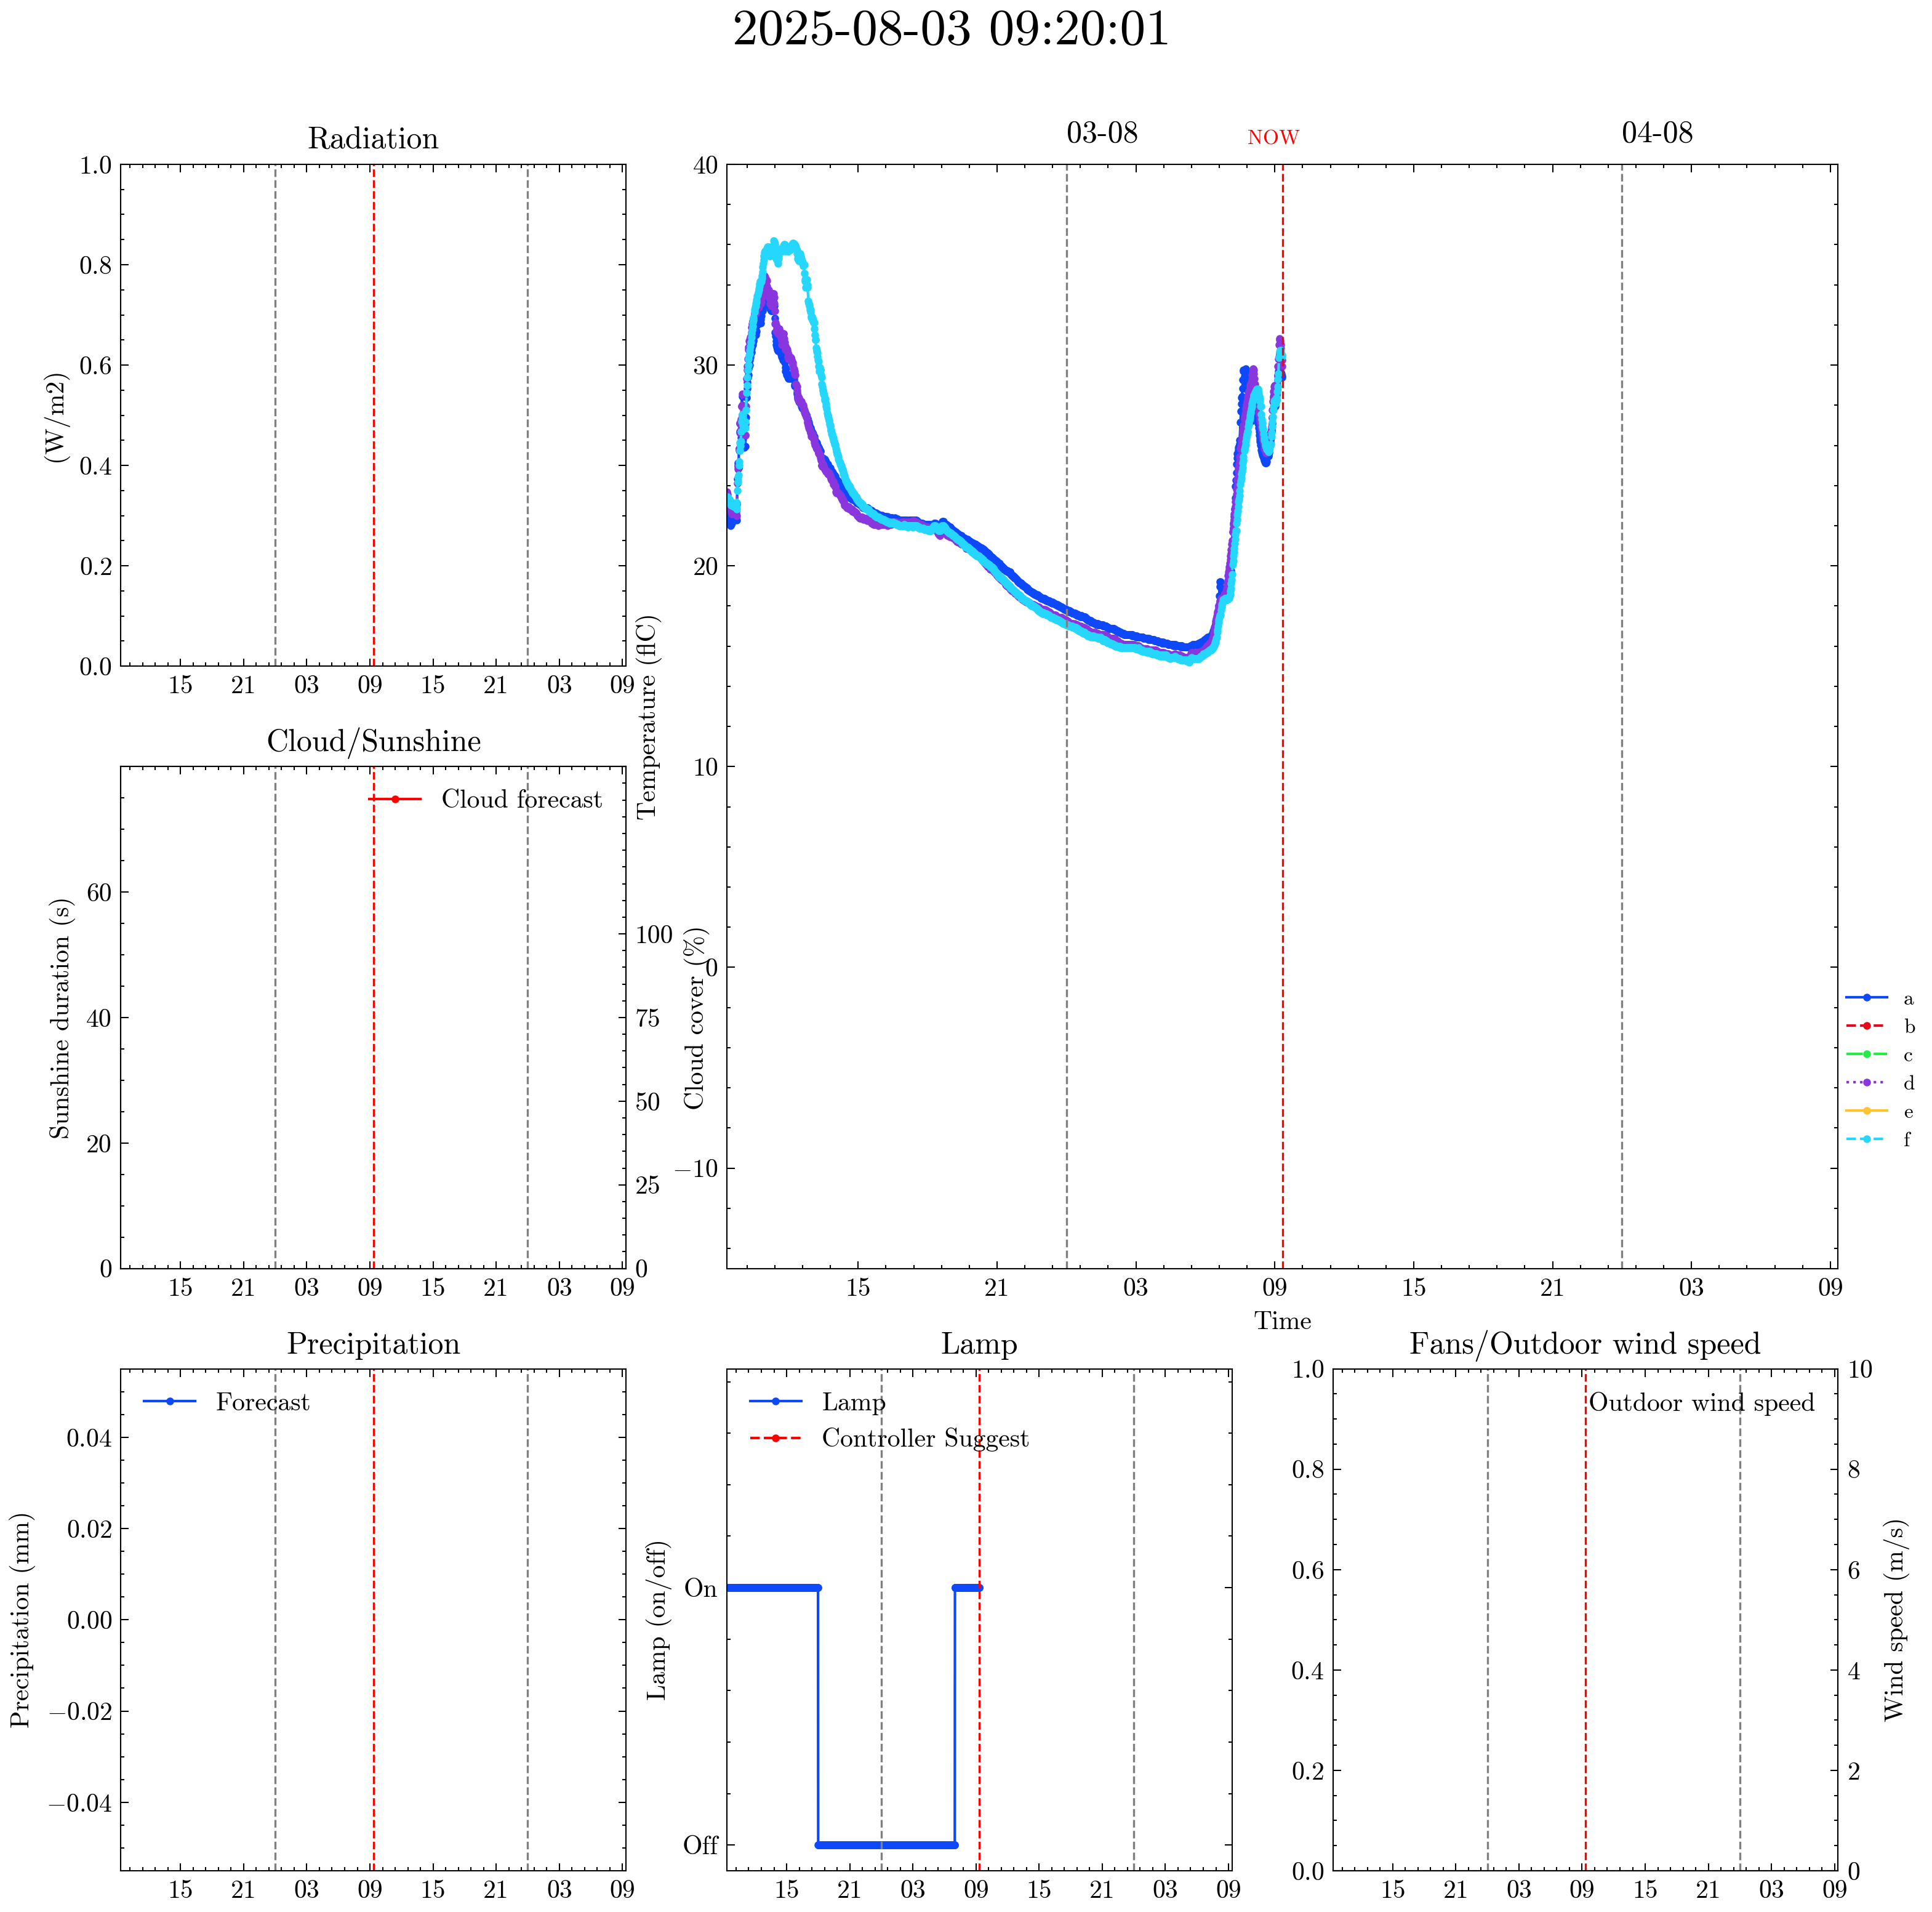 2025-08-03 09:20:01
Radiation
1.0
0.8
0.6
0.4
0.2
0.0
(W/m2)
15 21 03 09 15 21 03 09
03-08
NOW
04-08
40
30
20
10
0
−10
Temperature (flC)
15 21 03 09 15 21 03 09
Time
a
b
c
d
e
f
Cloud/Sunshine
Cloud forecast
60
40
20
0
Sunshine duration (s)
100
75
50
25
0
Cloud cover (%)
15 21 03 09 15 21 03 09
Precipitation
Forecast
0.04
0.02
0.00
−0.02
−0.04
Precipitation (mm)
15 21 03 09 15 21 03 09
Lamp
Lamp
Controller Suggest
On
Off
Lamp (on/off)
15 21 03 09 15 21 03 09
Fans/Outdoor wind speed
Outdoor wind speed
1.0
0.8
0.6
0.4
0.2
0.0
10
8
6
4
2
0
Wind speed (m/s)
15 21 03 09 15 21 03 09